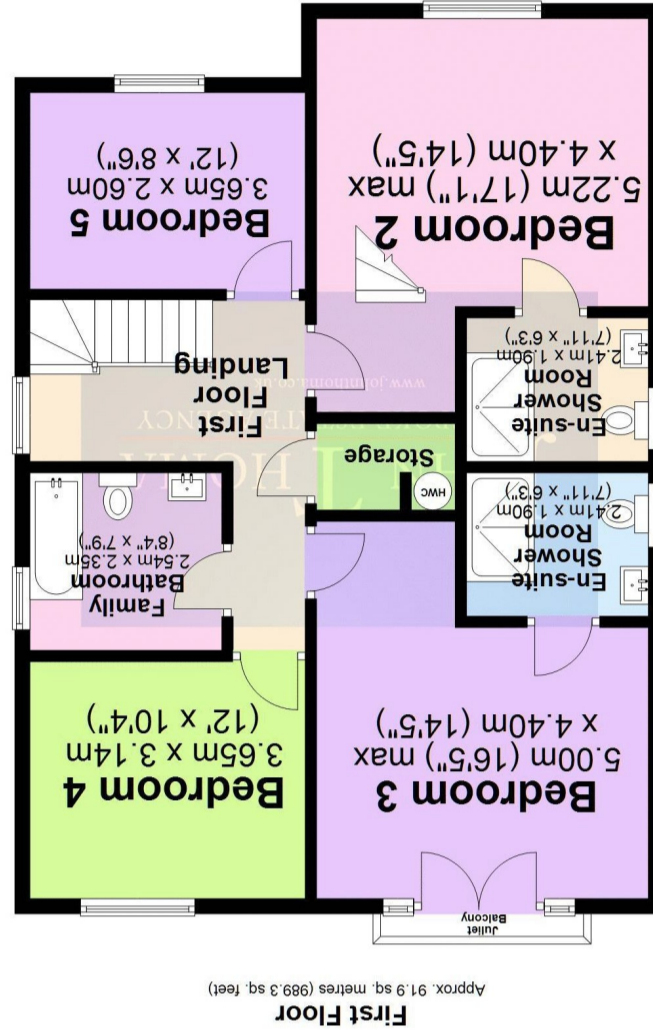 First Floor
Approx. 91.9 sq. metres (989.3 sq. feet)
Juliet
Balcony
Bedroom 3
5.00m (16'5") max
x 4.40m (14'5")
Bedroom 4
3.65m x 3.14m
(12' x 10'4")
En-suite
Shower
Room
2.41m x 1.90m
(7'11" x 6'3")
Family
Bathroom
2.54m x 2.35m
(8'4" x 7'9")
HWC
Storage
En-suite
Shower
Room
2.41m x 1.90m
(7'11" x 6'3")
First
Floor
Landing
Bedroom 2
5.22m (17'1") max
x 4.40m (14'5")
Bedroom 5
3.65m x 2.60m
(12' x 8'6")